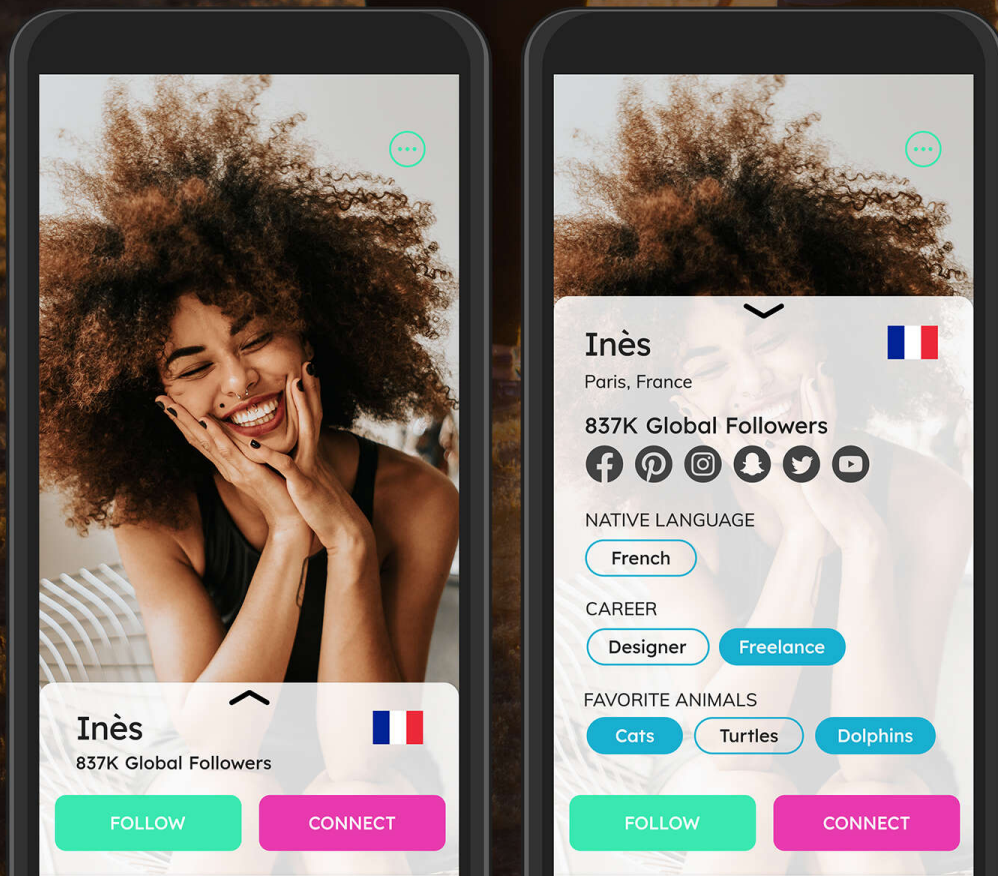 Inès
837K Global Followers
FOLLOW
CONNECT
Inès
Paris, France
837K Global Followers
NATIVE LANGUAGE
French
CAREER
Designer
Freelance
FAVORITE ANIMALS
Cats
Turtles
Dolphins
FOLLOW
CONNECT